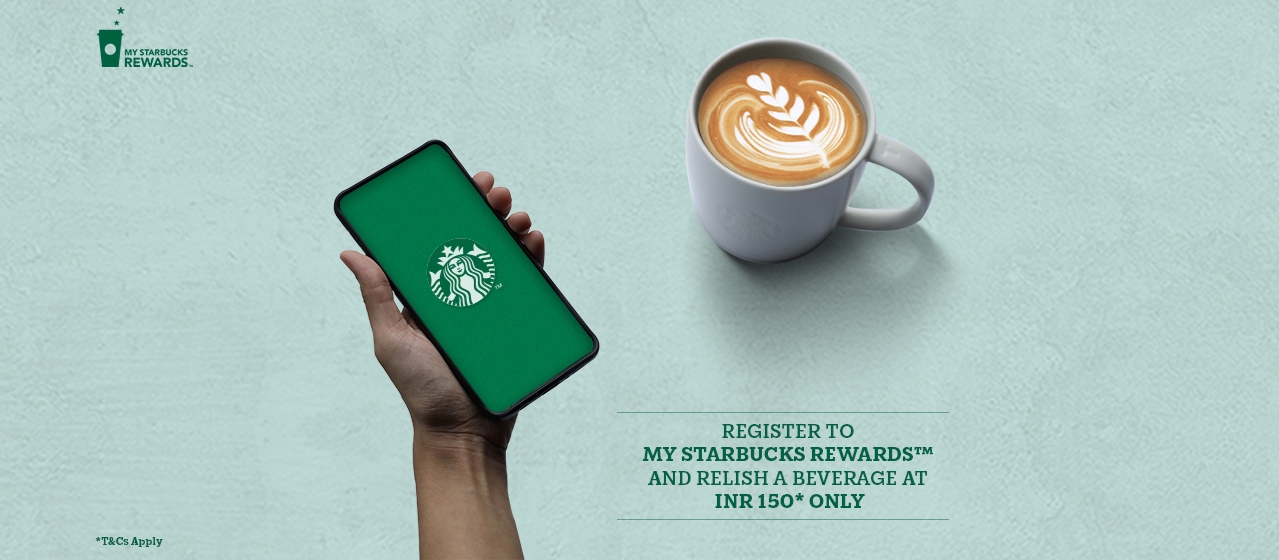 MY STARBUCKS
REWARDS™
REGISTER TO
MY STARBUCKS REWARDS™
AND RELISH A BEVERAGE AT
INR 150* ONLY
*T&Cs Apply